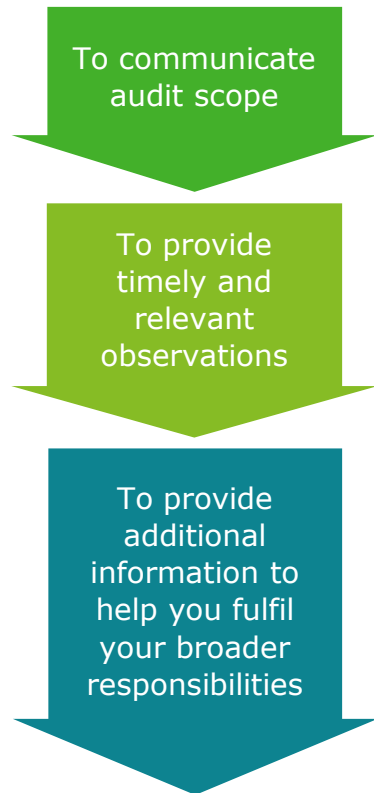 To communicate
audit scope
To provide
timely and
relevant
observations
To provide
additional
information to
help you fulfil
your broader
responsibilities